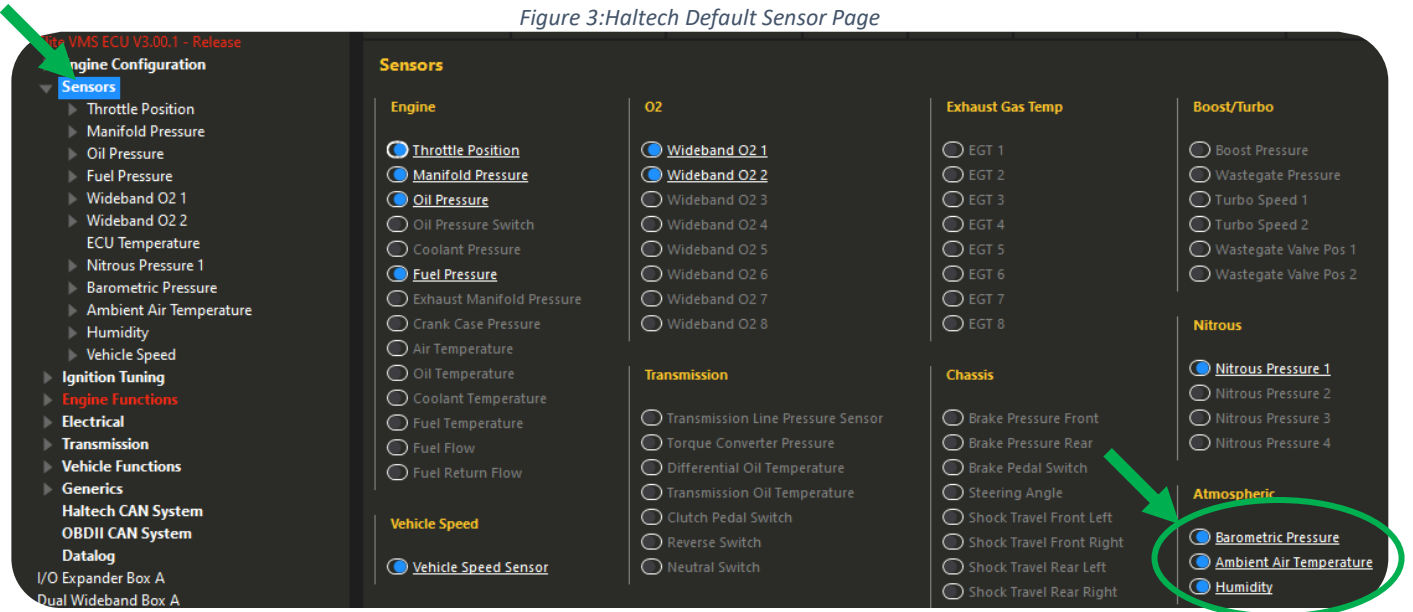 Figure 3:Haltech Default Sensor Page
Elite VMS ECU V3.00.1 - Release
Engine Configuration
Sensors
Throttle Position
Manifold Pressure
Oil Pressure
Fuel Pressure
Wideband O2 1
Wideband O2 2
ECU Temperature
Nitrous Pressure 1
Barometric Pressure
Ambient Air Temperature
Humidity
Vehicle Speed
Ignition Tuning
Engine Functions
Electrical
Transmission
Vehicle Functions
Generics
Haltech CAN System
OBDII CAN System
Datalog
I/O Expander Box A
Dual Wideband Box A
Sensors
Engine
Throttle Position
Manifold Pressure
Oil Pressure
Oil Pressure Switch
Coolant Pressure
Fuel Pressure
Exhaust Manifold Pressure
Crank Case Pressure
Air Temperature
Oil Temperature
Coolant Temperature
Fuel Temperature
Fuel Flow
Fuel Return Flow
Vehicle Speed
Vehicle Speed Sensor
O2
Wideband O2 1
Wideband O2 2
Wideband O2 3
Wideband O2 4
Wideband O2 5
Wideband O2 6
Wideband O2 7
Wideband O2 8
Transmission
Transmission Line Pressure Sensor
Torque Converter Pressure
Differential Oil Temperature
Transmission Oil Temperature
Clutch Pedal Switch
Reverse Switch
Neutral Switch
Exhaust Gas Temp
EGT 1
EGT 2
EGT 3
EGT 4
EGT 5
EGT 6
EGT 7
EGT 8
Chassis
Brake Pressure Front
Brake Pressure Rear
Brake Pedal Switch
Steering Angle
Shock Travel Front Left
Shock Travel Front Right
Shock Travel Rear Left
Shock Travel Rear Right
Boost/Turbo
Boost Pressure
Wastegate Pressure
Turbo Speed 1
Turbo Speed 2
Wastegate Valve Pos 1
Wastegate Valve Pos 2
Nitrous
Nitrous Pressure 1
Nitrous Pressure 2
Nitrous Pressure 3
Nitrous Pressure 4
Atmospheric
Barometric Pressure
Ambient Air Temperature
Humidity